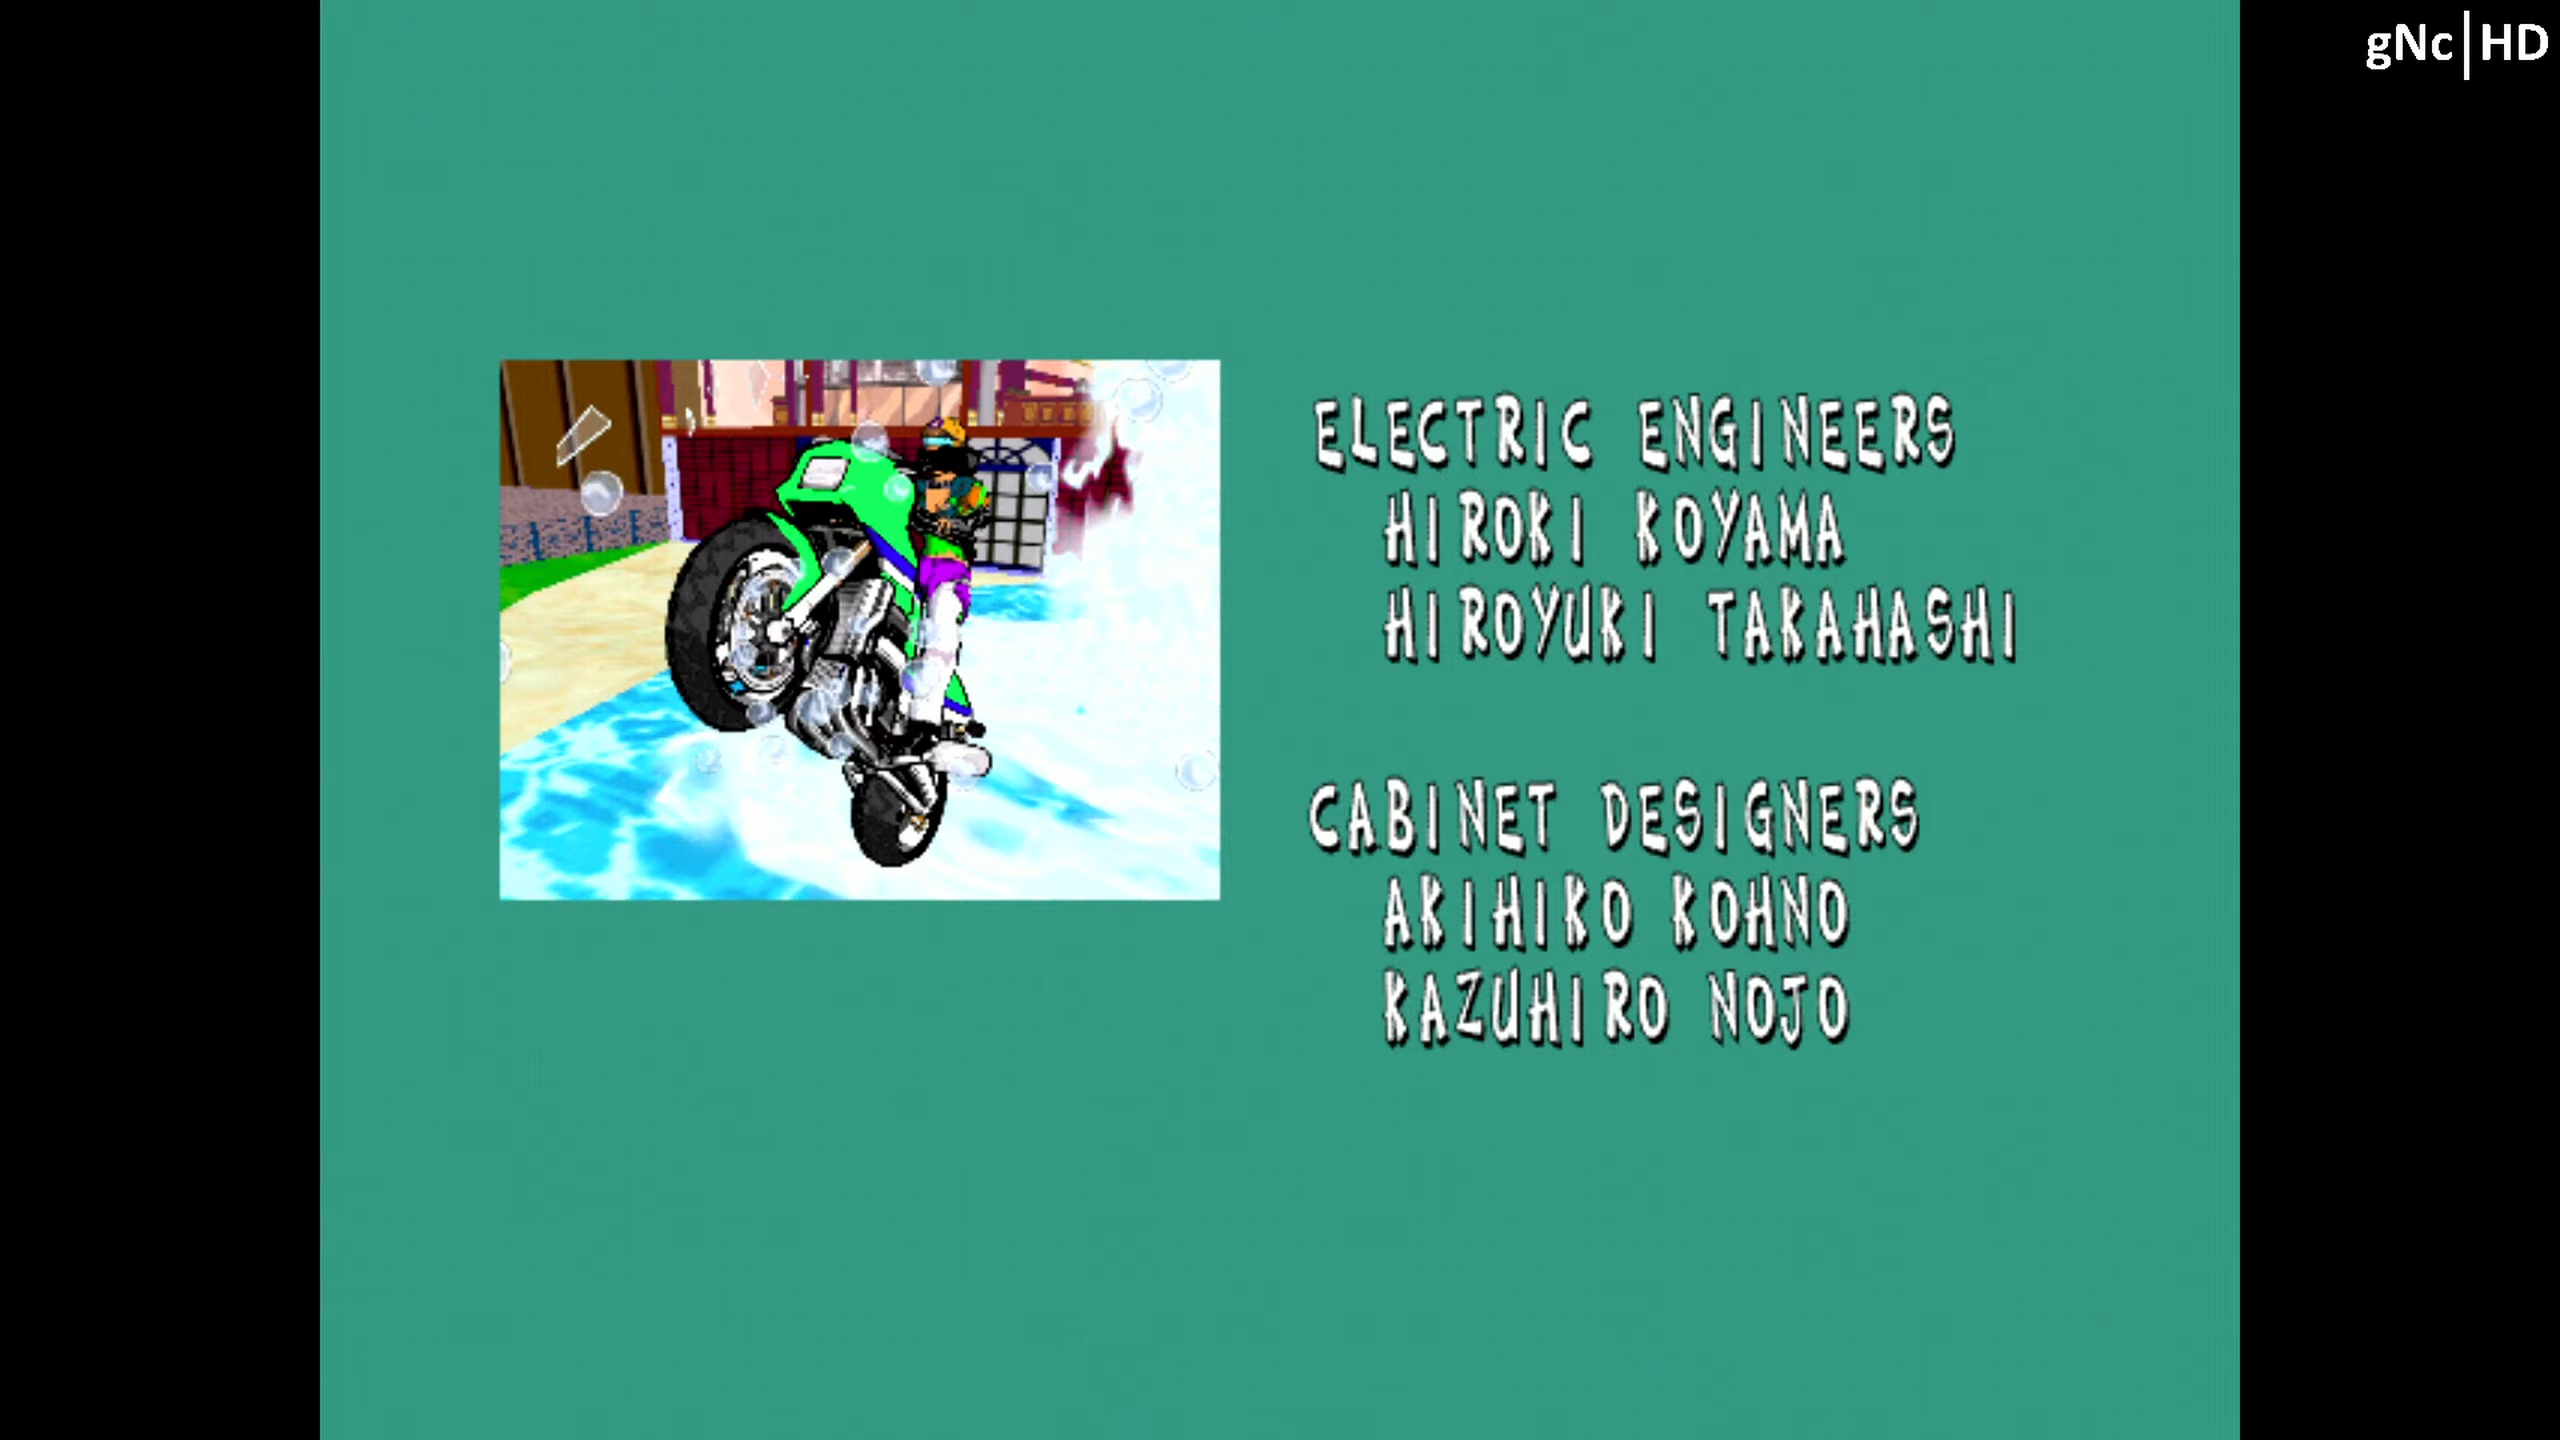 gNc|HD
ELECTRIC ENGINEERS
HIROKI KOYAMA
HIROYUKI TAKAHASHI
CABINET DESIGNERS
AKIHIKO KOHNO
KAZUHIRO NOJO